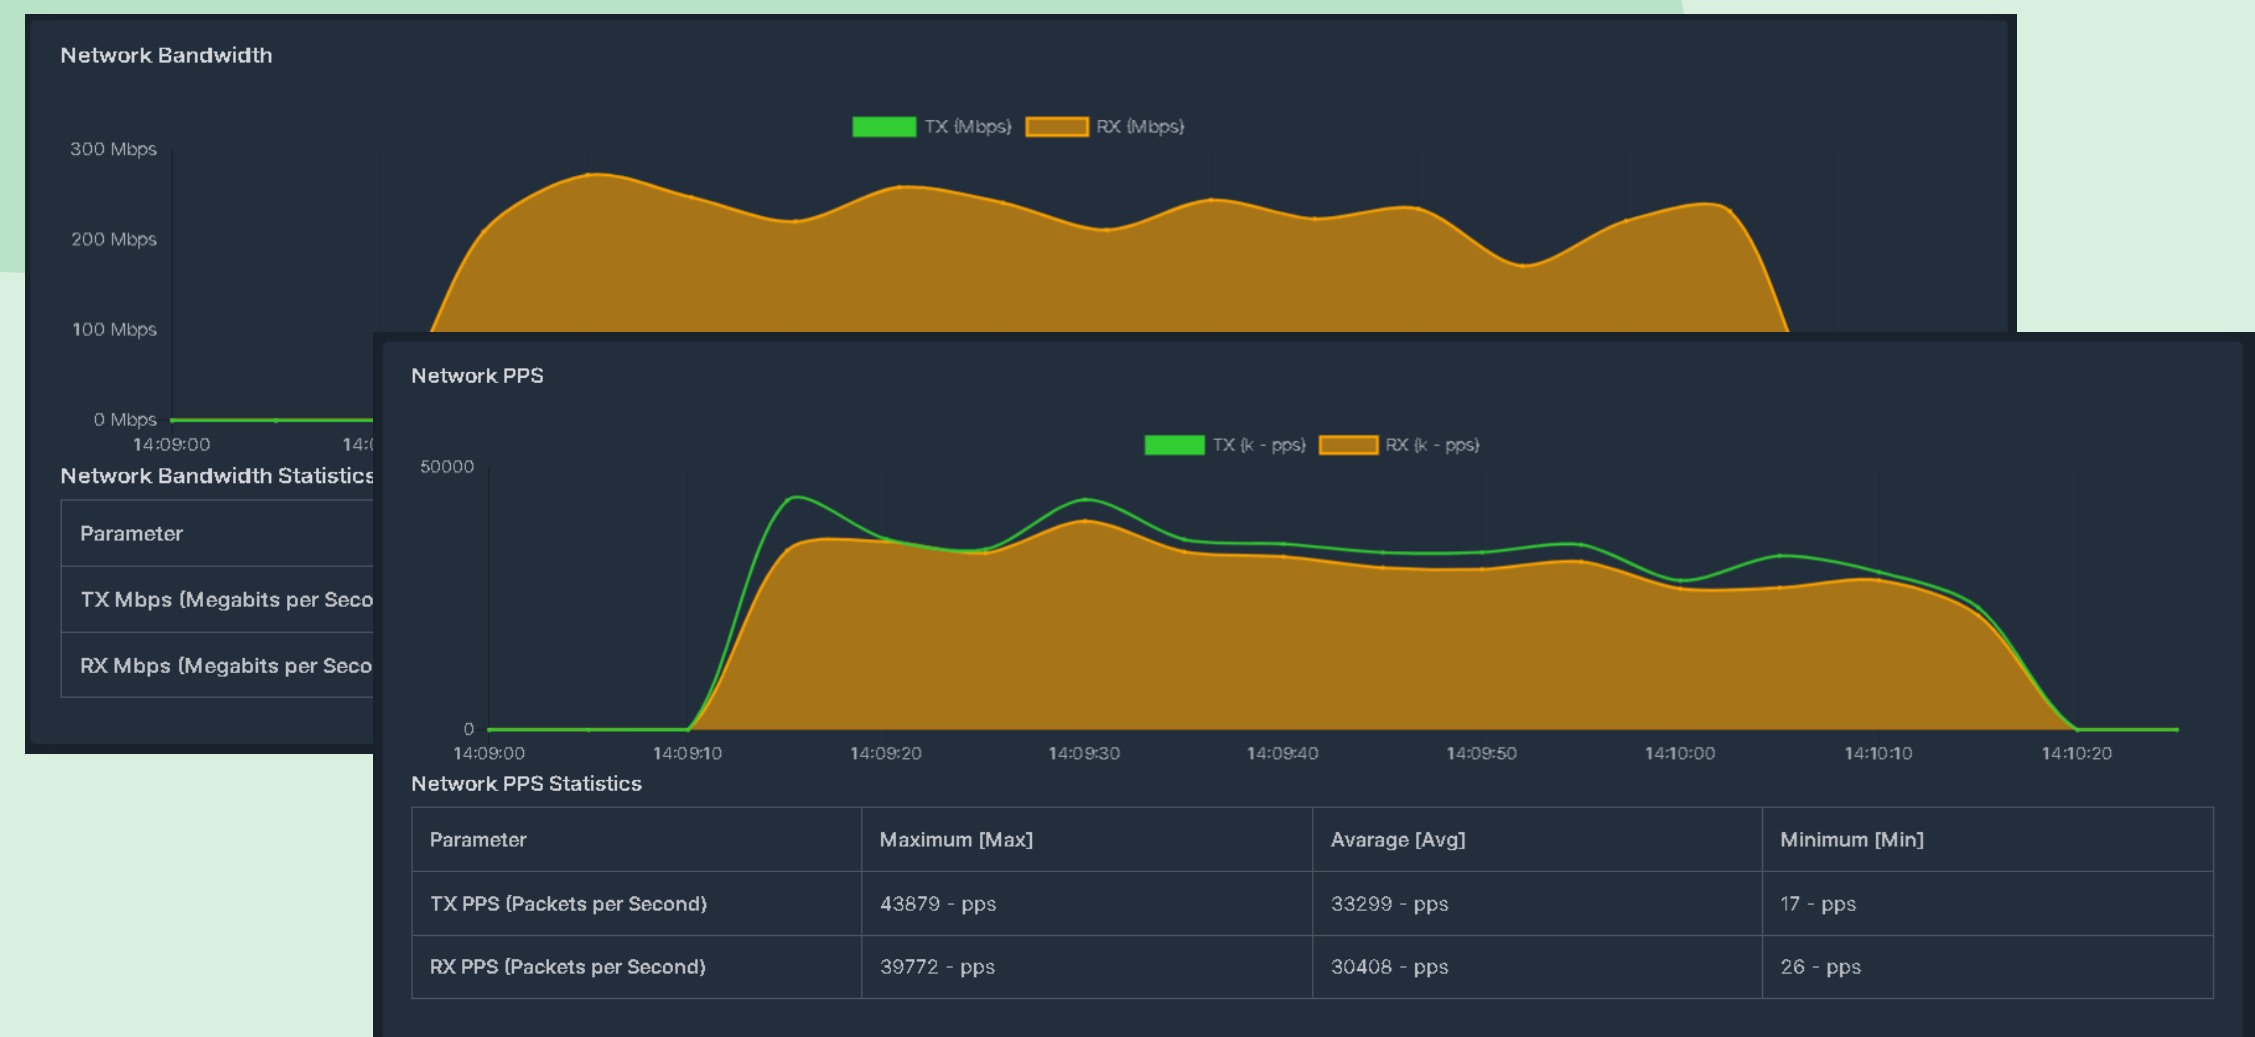 Network Bandwidth
TX (Mbps) RX (Mbps)
300 Mbps
200 Mbps
100 Mbps
0 Mbps
14:09:00
Network Bandwidth Statistics
Parameter
TX Mbps (Megabits per Seco
RX Mbps (Megabits per Seco
Network PPS
TX (k - pps) RX (k - pps)
50000
0
14:09:00 14:09:10 14:09:20 14:09:30 14:09:40 14:09:50 14:10:00 14:10:10 14:10:20
Network PPS Statistics
Parameter Maximum [Max] Avarage [Avg] Minimum [Min]
TX PPS (Packets per Second) 43879 - pps 33299 - pps 17 - pps
RX PPS (Packets per Second) 39772 - pps 30408 - pps 26 - pps